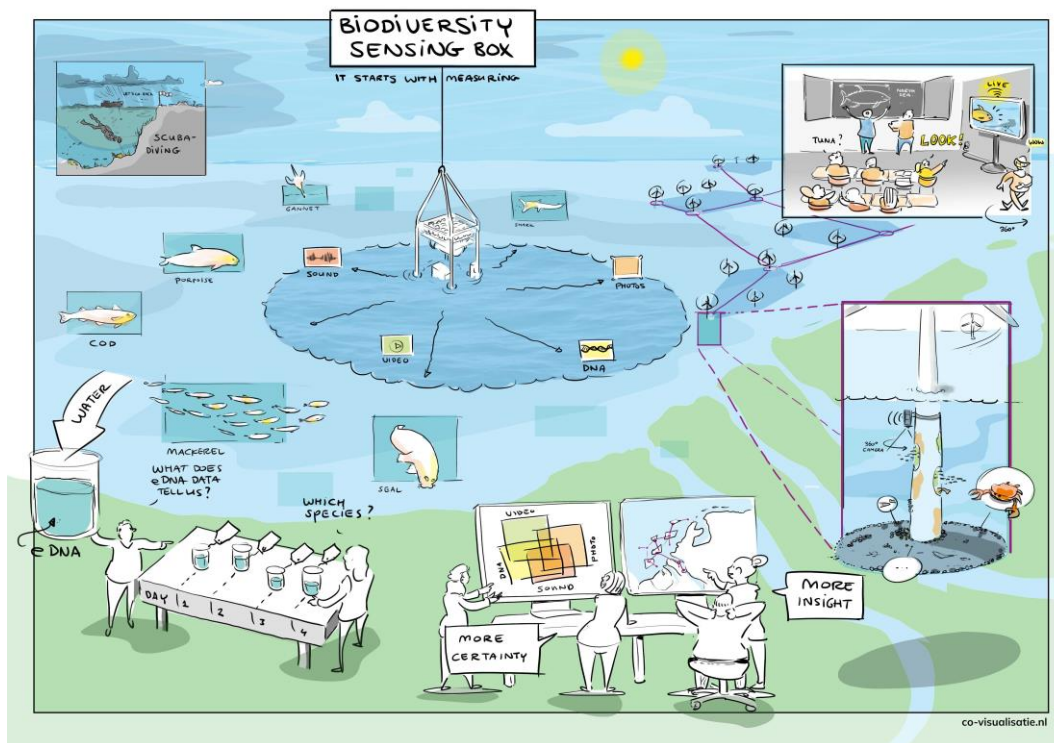 BiODiVERSiTY
SENSiNG BOX
iT STARTS WiTH MEASURiNG
SCUBA-
DiViNG
GANNET
SHARK
PORPOiSE
COD
SOUND
PHOTOS
ViDEO
DNA
LiVE
TUNA?
LOOK!
360°
WATER
eDNA
MACKEREL
WHAT DOES
eDNA DATA
TELL US?
SEAL
WHiCH
SPECiES?
DAY 1 2 3 4
ViDEO
DNA
PHOTO
SOUND
MORE
CERTAiNTY
MORE
iNSiGHT
360°
CAMERA
co-visualisatie.nl